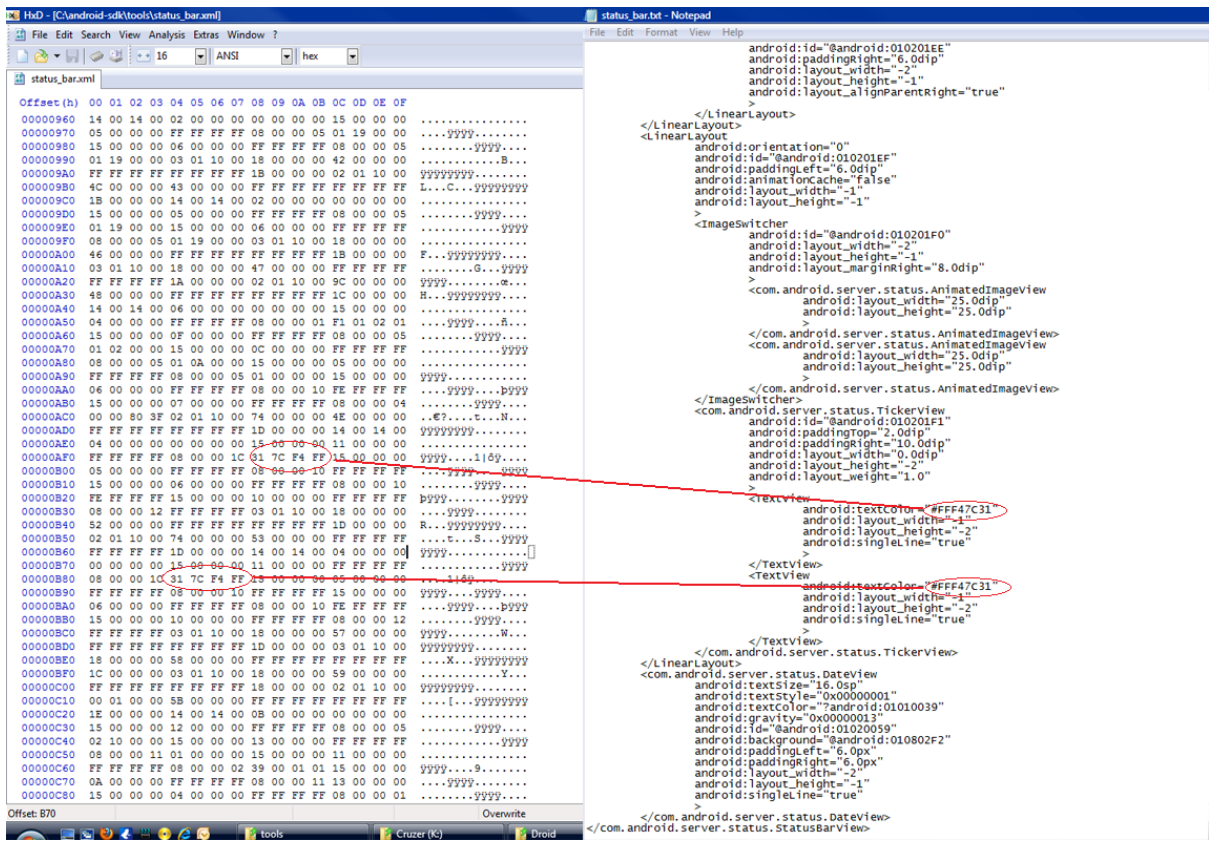 HxD - [C:\android-sdk\tools\status_bar.xml]
File Edit Search View Analysis Extras Window ?
16 ANSI hex
status_bar.xml
Offset(h) 00 01 02 03 04 05 06 07 08 09 0A 0B 0C 0D 0E 0F
00000960 14 00 14 00 02 00 00 00 00 00 00 00 15 00 00 00 ................
00000970 05 00 00 00 FF FF FF FF 08 00 00 05 01 19 00 00 ....ÿÿÿÿ........
00000980 15 00 00 00 06 00 00 00 FF FF FF FF 08 00 00 05 ........ÿÿÿÿ....
00000990 01 19 00 00 03 01 10 00 18 00 00 00 42 00 00 00 ............B...
000009A0 FF FF FF FF FF FF FF FF 1B 00 00 00 02 01 10 00 ÿÿÿÿÿÿÿÿ........
000009B0 4C 00 00 00 43 00 00 00 FF FF FF FF FF FF FF FF L...C...ÿÿÿÿÿÿÿÿ
000009C0 1B 00 00 00 14 00 14 00 02 00 00 00 00 00 00 00 ................
000009D0 15 00 00 00 05 00 00 00 FF FF FF FF 08 00 00 05 ........ÿÿÿÿ....
000009E0 01 19 00 00 15 00 00 00 06 00 00 00 FF FF FF FF ............ÿÿÿÿ
000009F0 08 00 00 05 01 19 00 00 03 01 10 00 18 00 00 00 ................
00000A00 46 00 00 00 FF FF FF FF FF FF FF FF 1B 00 00 00 F...ÿÿÿÿÿÿÿÿ....
00000A10 03 01 10 00 18 00 00 00 47 00 00 00 FF FF FF FF ........G...ÿÿÿÿ
00000A20 FF FF FF FF 1A 00 00 00 02 01 10 00 9C 00 00 00 ÿÿÿÿ........œ...
00000A30 48 00 00 00 FF FF FF FF FF FF FF FF 1C 00 00 00 H...ÿÿÿÿÿÿÿÿ....
00000A40 14 00 14 00 06 00 00 00 00 00 00 00 15 00 00 00 ................
00000A50 04 00 00 00 FF FF FF FF 08 00 00 01 F1 01 02 01 ....ÿÿÿÿ....ñ...
00000A60 15 00 00 00 0F 00 00 00 FF FF FF FF 08 00 00 05 ........ÿÿÿÿ....
00000A70 01 02 00 00 15 00 00 00 0C 00 00 00 FF FF FF FF ............ÿÿÿÿ
00000A80 08 00 00 05 01 0A 00 00 15 00 00 00 05 00 00 00 ................
00000A90 FF FF FF FF 08 00 00 05 01 00 00 00 15 00 00 00 ÿÿÿÿ............
00000AA0 06 00 00 00 FF FF FF FF 08 00 00 10 FE FF FF FF ....ÿÿÿÿ....þÿÿÿ
00000AB0 15 00 00 00 07 00 00 00 FF FF FF FF 08 00 00 04 ........ÿÿÿÿ....
00000AC0 00 00 80 3F 02 01 10 00 74 00 00 00 4E 00 00 00 ..€?....t...N...
00000AD0 FF FF FF FF FF FF FF FF 1D 00 00 00 14 00 14 00 ÿÿÿÿÿÿÿÿ........
00000AE0 04 00 00 00 00 00 00 00 15 00 00 00 11 00 00 00 ................
00000AF0 FF FF FF FF 08 00 00 1C 31 7C F4 FF 15 00 00 00 ÿÿÿÿ....1|ôÿ....
00000B00 05 00 00 00 FF FF FF FF 08 00 00 10 FF FF FF FF ....ÿÿÿÿ....ÿÿÿÿ
00000B10 15 00 00 00 06 00 00 00 FF FF FF FF 08 00 00 10 ........ÿÿÿÿ....
00000B20 FE FF FF FF 15 00 00 00 10 00 00 00 FF FF FF FF þÿÿÿ........ÿÿÿÿ
00000B30 08 00 00 12 FF FF FF FF 03 01 10 00 18 00 00 00 ....ÿÿÿÿ........
00000B40 52 00 00 00 FF FF FF FF FF FF FF FF 1D 00 00 00 R...ÿÿÿÿÿÿÿÿ....
00000B50 02 01 10 00 74 00 00 00 53 00 00 00 FF FF FF FF ....t...S...ÿÿÿÿ
00000B60 FF FF FF FF 1D 00 00 00 14 00 14 00 04 00 00 00 ÿÿÿÿ............
00000B70 00 00 00 00 15 00 00 00 11 00 00 00 FF FF FF FF ............ÿÿÿÿ
00000B80 08 00 00 1C 31 7C F4 FF 15 00 00 00 05 00 00 00 ....1|ôÿ........
00000B90 FF FF FF FF 08 00 00 10 FF FF FF FF 15 00 00 00 ÿÿÿÿ....ÿÿÿÿ....
00000BA0 06 00 00 00 FF FF FF FF 08 00 00 10 FE FF FF FF ....ÿÿÿÿ....þÿÿÿ
00000BB0 15 00 00 00 10 00 00 00 FF FF FF FF 08 00 00 12 ........ÿÿÿÿ....
00000BC0 FF FF FF FF 03 01 10 00 18 00 00 00 57 00 00 00 ÿÿÿÿ........W...
00000BD0 FF FF FF FF FF FF FF FF 1D 00 00 00 03 01 10 00 ÿÿÿÿÿÿÿÿ........
00000BE0 18 00 00 00 58 00 00 00 FF FF FF FF FF FF FF FF ....X...ÿÿÿÿÿÿÿÿ
00000BF0 1C 00 00 00 03 01 10 00 18 00 00 00 59 00 00 00 ............Y...
00000C00 FF FF FF FF FF FF FF FF 18 00 00 00 02 01 10 00 ÿÿÿÿÿÿÿÿ........
00000C10 00 01 00 00 5B 00 00 00 FF FF FF FF FF FF FF FF ....[...ÿÿÿÿÿÿÿÿ
00000C20 1E 00 00 00 14 00 14 00 0B 00 00 00 00 00 00 00 ................
00000C30 15 00 00 00 12 00 00 00 FF FF FF FF 08 00 00 05 ........ÿÿÿÿ....
00000C40 02 10 00 00 15 00 00 00 13 00 00 00 FF FF FF FF ............ÿÿÿÿ
00000C50 08 00 00 11 01 00 00 00 15 00 00 00 11 00 00 00 ................
00000C60 FF FF FF FF 08 00 00 02 39 00 01 01 15 00 00 00 ÿÿÿÿ....9.......
00000C70 0A 00 00 00 FF FF FF FF 08 00 00 11 13 00 00 00 ....ÿÿÿÿ........
00000C80 15 00 00 00 04 00 00 00 FF FF FF FF 08 00 00 01 ........ÿÿÿÿ....
Offset: B70 Overwrite
tools Cruzer (K:) Droid
status_bar.txt - Notepad
File Edit Format View Help
android:id="@android:010201EE"
android:paddingRight="6.0dip"
android:layout_width="-2"
android:layout_height="-1"
android:layout_alignParentRight="true"
>
</LinearLayout>
</LinearLayout>
<LinearLayout
android:orientation="0"
android:id="@android:010201EF"
android:paddingLeft="6.0dip"
android:animationCache="false"
android:layout_width="-1"
android:layout_height="-1"
>
<ImageSwitcher
android:id="@android:010201F0"
android:layout_width="-2"
android:layout_height="-1"
android:layout_marginRight="8.0dip"
>
<com.android.server.status.AnimatedImageView
android:layout_width="25.0dip"
android:layout_height="25.0dip"
>
</com.android.server.status.AnimatedImageView>
<com.android.server.status.AnimatedImageView
android:layout_width="25.0dip"
android:layout_height="25.0dip"
>
</com.android.server.status.AnimatedImageView>
</ImageSwitcher>
<com.android.server.status.TickerView
android:id="@android:010201F1"
android:paddingTop="2.0dip"
android:paddingRight="10.0dip"
android:layout_width="0.0dip"
android:layout_height="-2"
android:layout_weight="1.0"
>
<TextView
android:textColor="#FFF47C31"
android:layout_width="-1"
android:layout_height="-2"
android:singleLine="true"
>
</TextView>
<TextView
android:textColor="#FFF47C31"
android:layout_width="-1"
android:layout_height="-2"
android:singleLine="true"
>
</TextView>
</com.android.server.status.TickerView>
</LinearLayout>
<com.android.server.status.DateView
android:textSize="16.0sp"
android:textStyle="0x00000001"
android:textColor="?android:01010039"
android:gravity="0x00000013"
android:id="@android:01020059"
android:background="@android:010802F2"
android:paddingLeft="6.0px"
android:paddingRight="6.0px"
android:layout_width="-2"
android:layout_height="-1"
android:singleLine="true"
>
</com.android.server.status.DateView>
</com.android.server.status.StatusBarView>